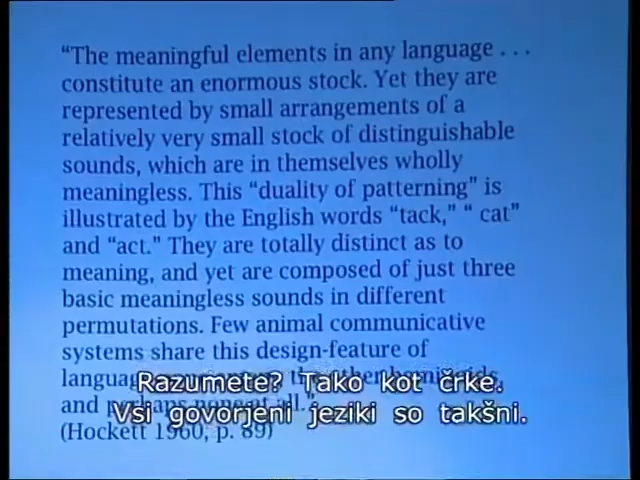 “The meaningful elements in any language . . .
constitute an enormous stock. Yet they are
represented by small arrangements of a
relatively very small stock of distinguishable
sounds, which are in themselves wholly
meaningless. This “duality of patterning” is
illustrated by the English words “tack,” “ cat”
and “act.” They are totally distinct as to
meaning, and yet are composed of just three
basic meaningless sounds in different
permutations. Few animal communicative
systems share this design-feature of
Razumete? Tako kot črke.
and
Vsi govorjeni jeziki so takšni.
(Hockett 1960, p. 89)